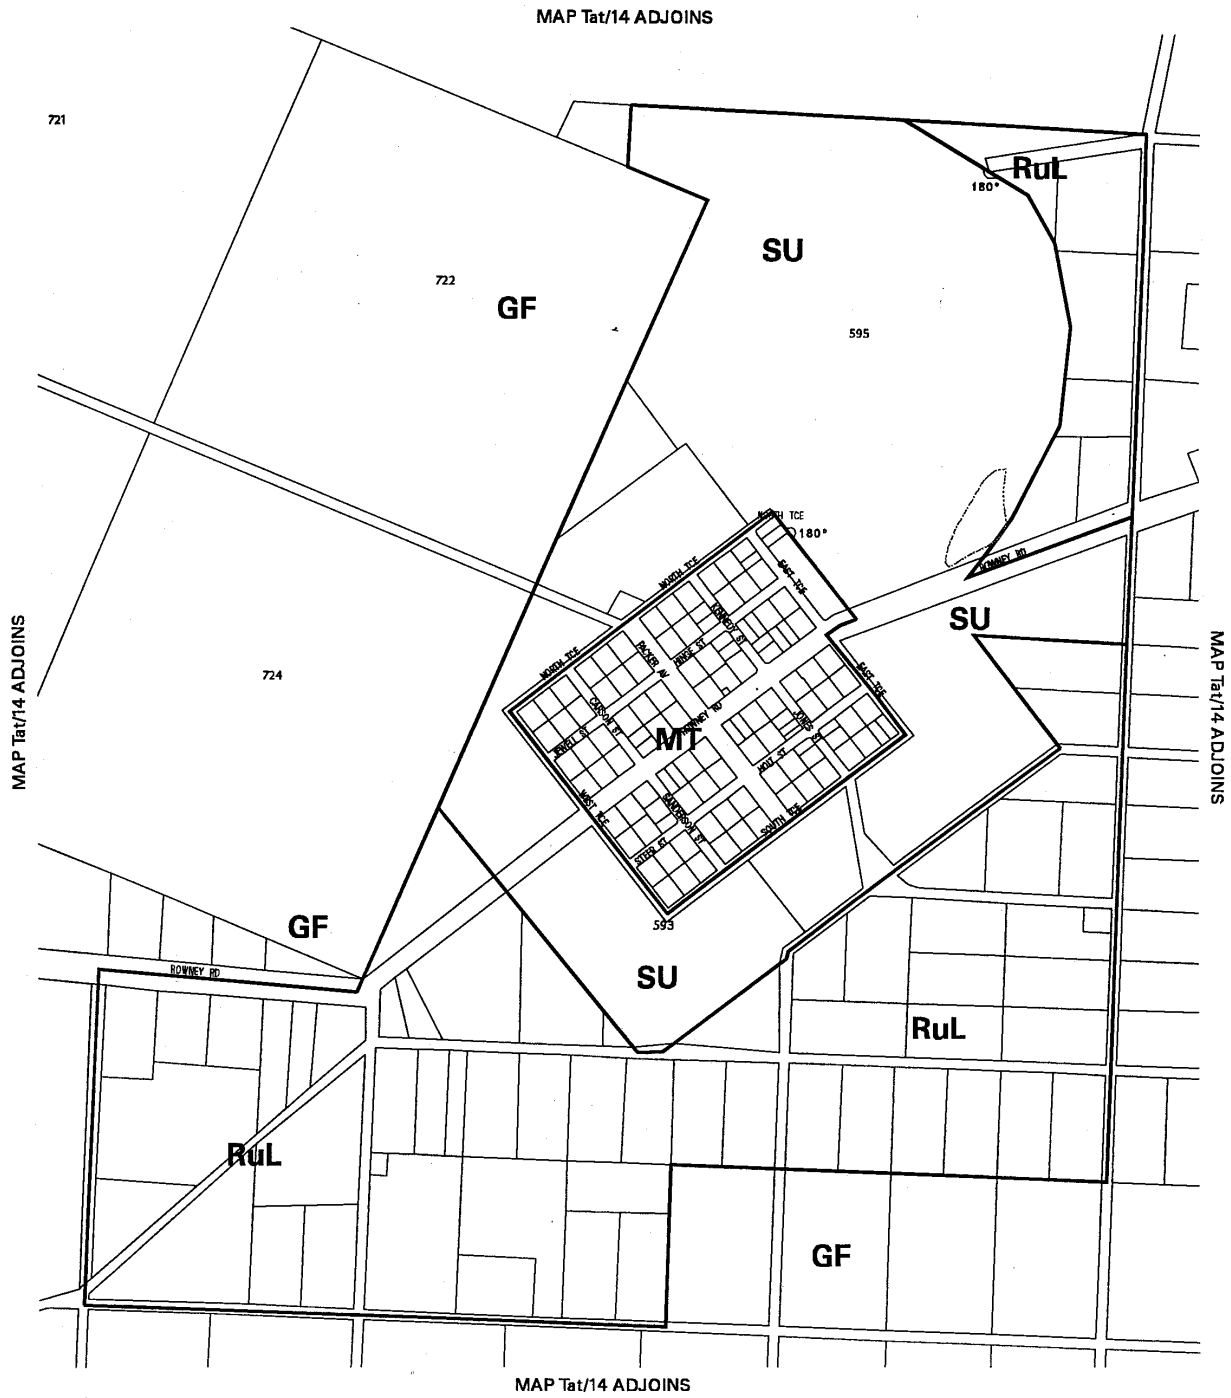 MAP Tat/14 ADJOINS
721
RuL
180°
SU
722
GF
595
NORTH TCE
180°
NORTH TCE
ROWNEY RD
EAST TCE
KENNEDY ST
SU
MAP Tat/14 ADJOINS
HINGE ST
PACKER AV
NORTH TCE
EAST TCE
MAP Tat/14 ADJOINS
724
CAUSON ST
ROWNEY RD
JONES ST
JEWELL ST
MT
HOLT ST
WEST TCE
SANDERSON ST
SOUTH TCE
STEER ST
GF
593
ROWNEY RD
SU
RuL
RuL
GF
MAP Tat/14 ADJOINS